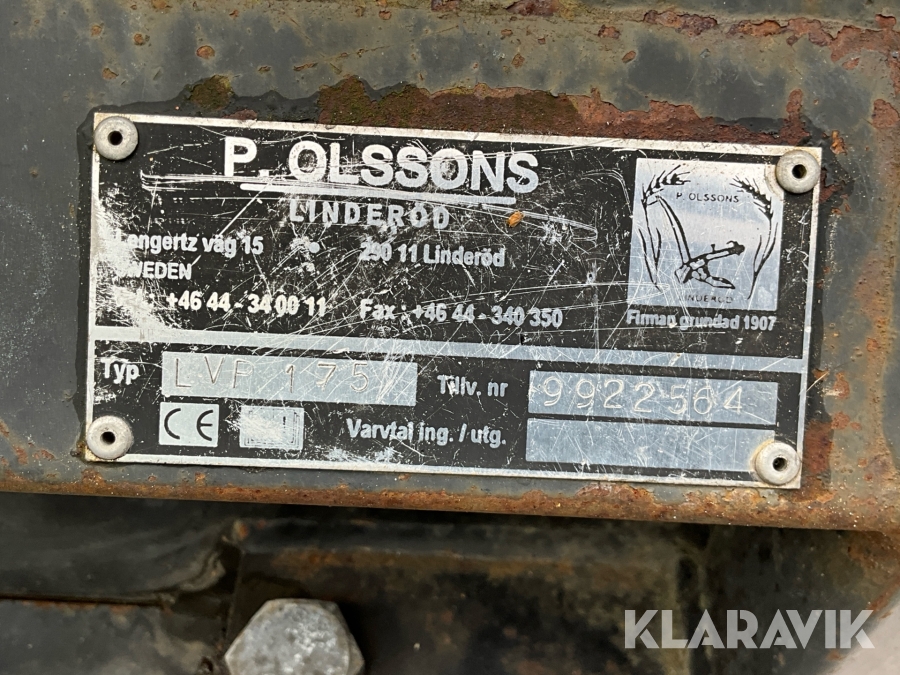 P. OLSSONS
LINDERÖD
engertz väg 15 290 11 Linderöd
SWEDEN
+46 44 - 34 00 11 Fax : +46 44 - 340 350
P. OLSSONS
LINDERÖD
Firman grundad 1907
Typ LVP 175 Tillv. nr 9922564
CE Varvtal ing. / utg.
KLARAVIK